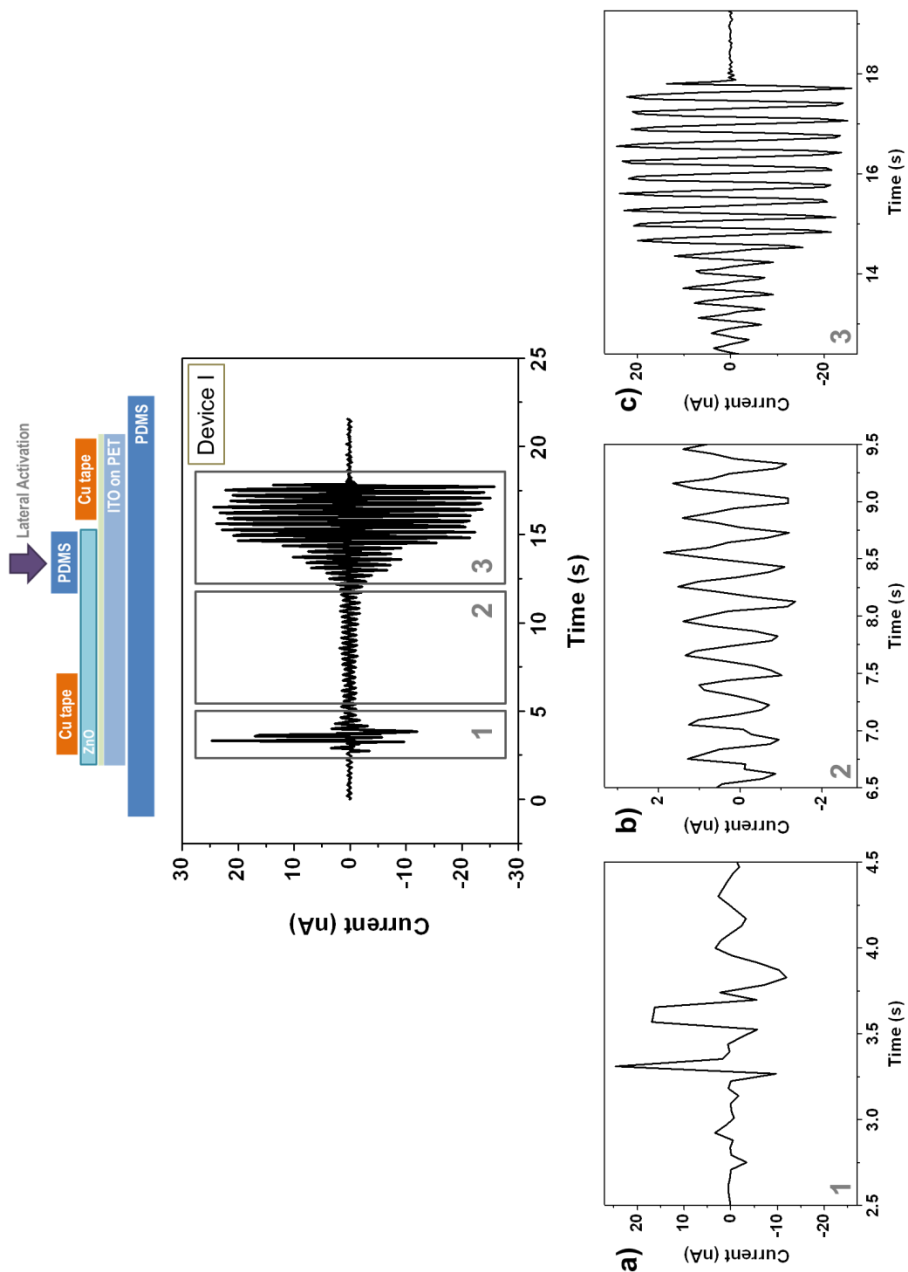 Lateral Activation
Cu tape
PDMS
Cu tape
ZnO
ITO on PET
PDMS
Device I
30
20
10
0
-10
-20
-30
Current (nA)
1
2
3
0
5
10
15
20
25
Time (s)
a)
20
10
0
-10
-20
Current (nA)
1
2.5
3.0
3.5
4.0
4.5
Time (s)
b)
2
0
-2
Current (nA)
2
6.5
7.0
7.5
8.0
8.5
9.0
9.5
Time (s)
c)
20
0
-20
Current (nA)
3
14
16
18
Time (s)